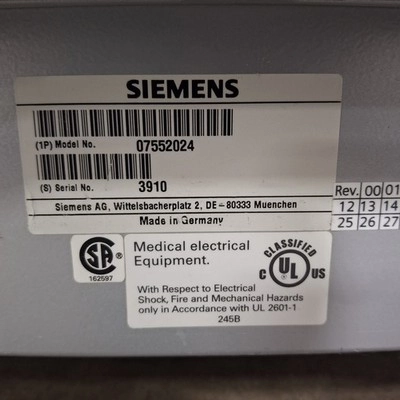 SIEMENS
(1P) Model No. 07552024
(S) Serial No. 3910
Siemens AG, Wittelsbacherplatz 2, DE-80333 Muenchen
Made in Germany
Rev. 00 01
12 13 14
25 26 27
SA
162597
Medical electrical
Equipment.
With Respect to Electrical
Shock, Fire and Mechanical Hazards
only in Accordance with UL 2601-1
245B
CLASSIFIED
C UL US